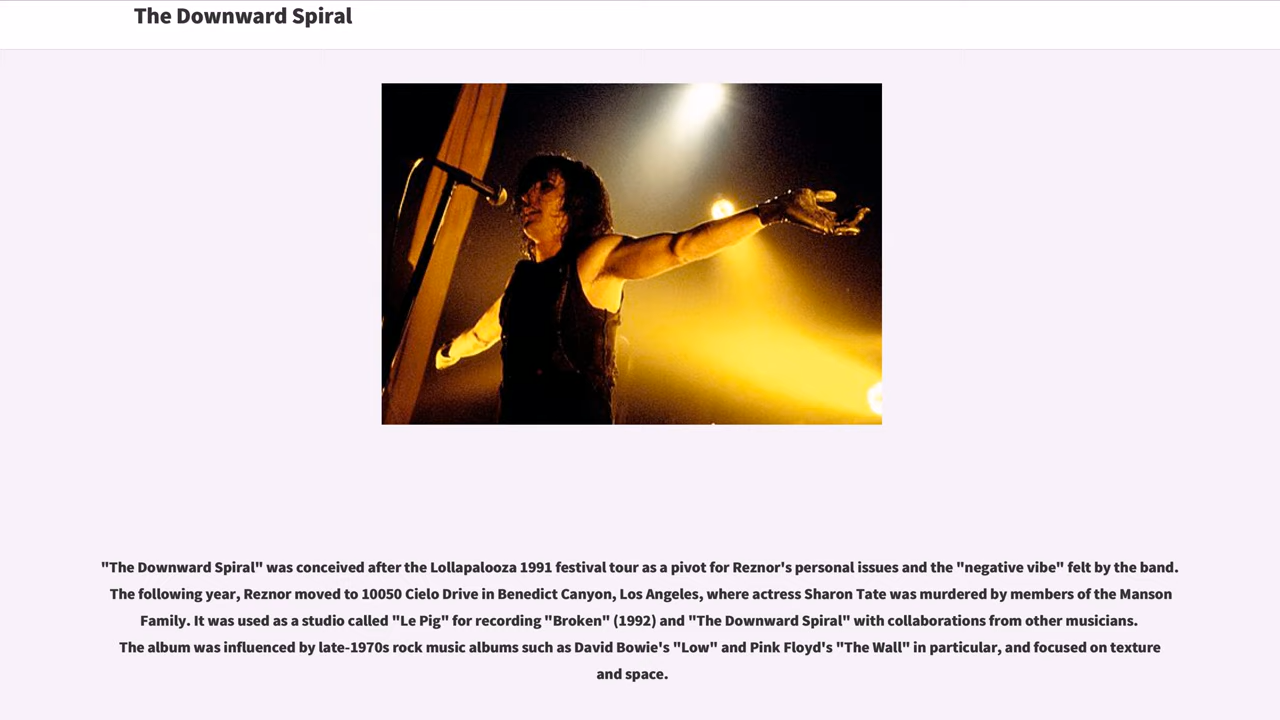 The Downward Spiral
"The Downward Spiral" was conceived after the Lollapalooza 1991 festival tour as a pivot for Reznor's personal issues and the "negative vibe" felt by the band.
The following year, Reznor moved to 10050 Cielo Drive in Benedict Canyon, Los Angeles, where actress Sharon Tate was murdered by members of the Manson
Family. It was used as a studio called "Le Pig" for recording "Broken" (1992) and "The Downward Spiral" with collaborations from other musicians.
The album was influenced by late-1970s rock music albums such as David Bowie's "Low" and Pink Floyd's "The Wall" in particular, and focused on texture
and space.